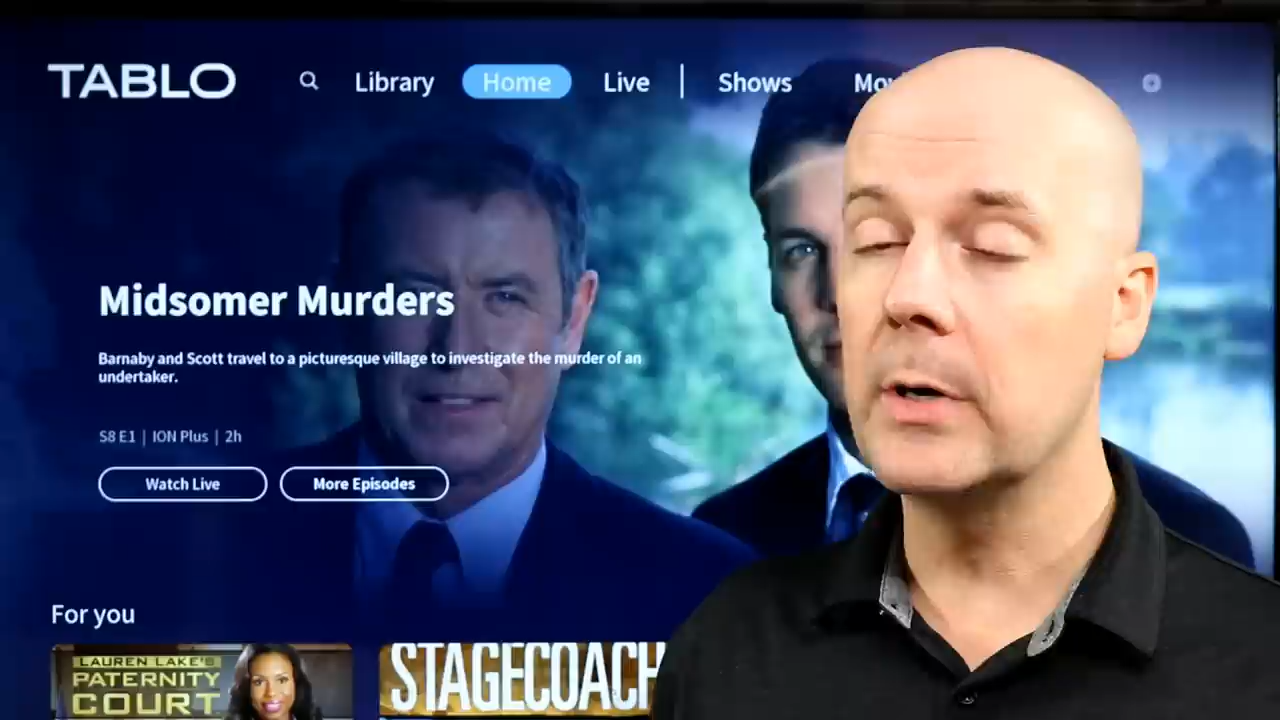 TABLO
Library
Home
Live
Shows
Mov
Midsomer Murders
Barnaby and Scott travel to a picturesque village to investigate the murder of an
undertaker.
S8 E1 | ION Plus | 2h
Watch Live
More Episodes
For you
LAUREN LAKE'S
PATERNITY
COURT
STAGECOACH